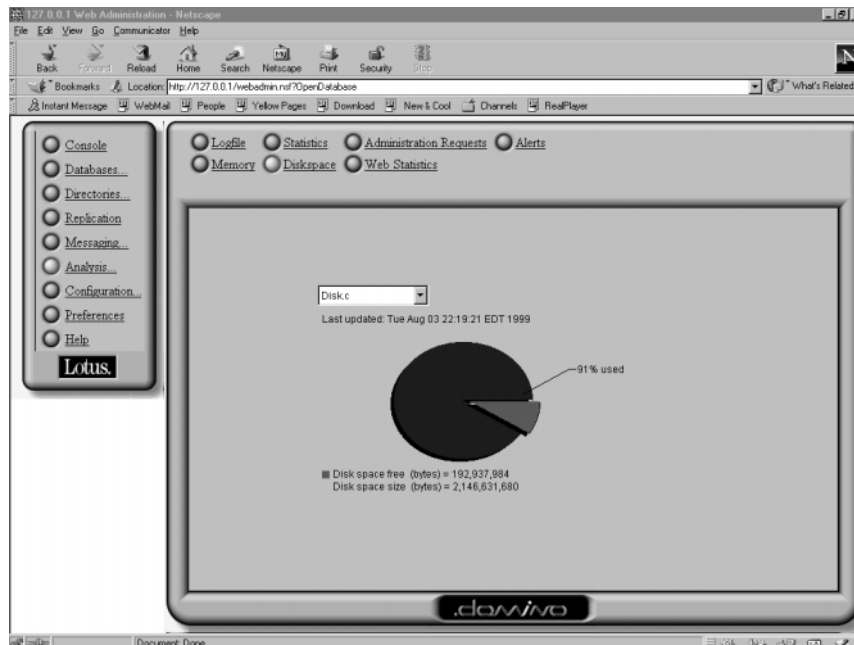 127.0.0.1 Web Administration - Netscape
File Edit View Go Communicator Help
Back Forward Reload Home Search Netscape Print Security Stop
Bookmarks Location: http://127.0.0.1/webadmin.nsf?OpenDatabase What's Related
Instant Message WebMail People Yellow Pages Download New & Cool Channels RealPlayer
Console
Databases...
Directories...
Replication
Messaging...
Analysis...
Configuration...
Preferences
Help
Lotus.
Logfile Statistics Administration Requests Alerts
Memory Diskspace Web Statistics
Disk.c
Last updated: Tue Aug 03 22:19:21 EDT 1999
91% used
Disk space free (bytes) = 192,937,984
Disk space size (bytes) = 2,146,631,680
.domino
Document: Done